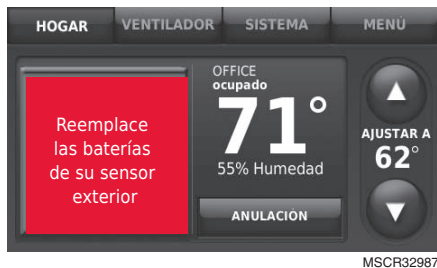 HOGAR VENTILADOR SISTEMA MENÚ
Reemplace
las baterías
de su sensor
exterior
OFFICE
ocupado
71°
55% Humedad
ANULACIÓN
AJUSTAR A
62°
MSCR32987